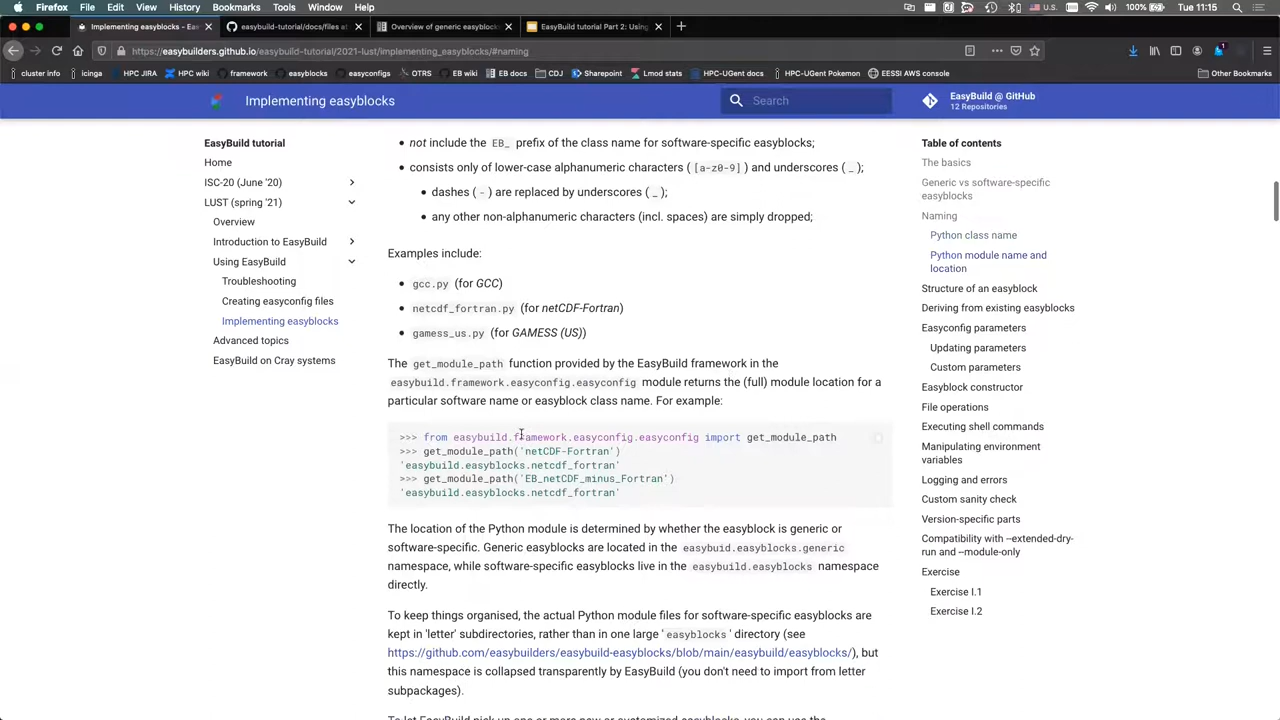 Firefox File Edit View History Bookmarks Tools Window Help 100% Tue 11:15
Implementing easyblocks - Eas
easybuild-tutorial/docs/files at
Overview of generic easyblock
EasyBuild tutorial Part 2: Using
https://easybuilders.github.io/easybuild-tutorial/2021-lust/implementing_easyblocks/#naming
cluster info Icinga HPC JIRA HPC wiki framework easyblocks easyconfigs OTRS EB wiki EB docs CDJ Sharepoint Lmod stats HPC-UGent docs HPC-UGent Pokemon EESSI AWS console Other Bookmarks
Implementing easyblocks
Search
EasyBuild @ GitHub
12 Repositories
EasyBuild tutorial
Home
ISC-20 (June '20)
LUST (spring '21)
Overview
Introduction to EasyBuild
Using EasyBuild
Troubleshooting
Creating easyconfig files
Implementing easyblocks
Advanced topics
EasyBuild on Cray systems
not include the EB_ prefix of the class name for software-specific easyblocks;
consists only of lower-case alphanumeric characters ( [a-z0-9] ) and underscores ( _ );
dashes ( - ) are replaced by underscores ( _ );
any other non-alphanumeric characters (incl. spaces) are simply dropped;
Examples include:
gcc.py (for GCC)
netcdf_fortran.py (for netCDF-Fortran)
gamess_us.py (for GAMESS (US))
The get_module_path function provided by the EasyBuild framework in the
easybuild.framework.easyconfig.easyconfig module returns the (full) module location for a
particular software name or easyblock class name. For example:
>>> from easybuild.framework.easyconfig.easyconfig import get_module_path
>>> get_module_path('netCDF-Fortran')
'easybuild.easyblocks.netcdf_fortran'
>>> get_module_path('EB_netCDF_minus_Fortran')
'easybuild.easyblocks.netcdf_fortran'
The location of the Python module is determined by whether the easyblock is generic or
software-specific. Generic easyblocks are located in the easybuid.easyblocks.generic
namespace, while software-specific easyblocks live in the easybuild.easyblocks namespace
directly.
To keep things organised, the actual Python module files for software-specific easyblocks are
kept in 'letter' subdirectories, rather than in one large 'easyblocks' directory (see
https://github.com/easybuilders/easybuild-easyblocks/blob/main/easybuild/easyblocks/), but
this namespace is collapsed transparently by EasyBuild (you don't need to import from letter
subpackages).
To let EasyBuild pick up one or more new or customized easyblocks, you can use the
Table of contents
The basics
Generic vs software-specific
easyblocks
Naming
Python class name
Python module name and
location
Structure of an easyblock
Deriving from existing easyblocks
Easyconfig parameters
Updating parameters
Custom parameters
Easyblock constructor
File operations
Executing shell commands
Manipulating environment
variables
Logging and errors
Custom sanity check
Version-specific parts
Compatibility with --extended-dry-
run and --module-only
Exercise
Exercise I.1
Exercise I.2